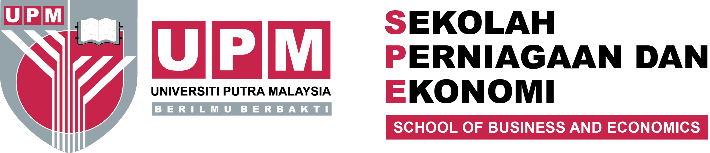 UPM
UPM
UNIVERSITI PUTRA MALAYSIA
BERILMU BERBAKTI
SEKOLAH
PERNIAGAAN DAN
EKONOMI
SCHOOL OF BUSINESS AND ECONOMICS